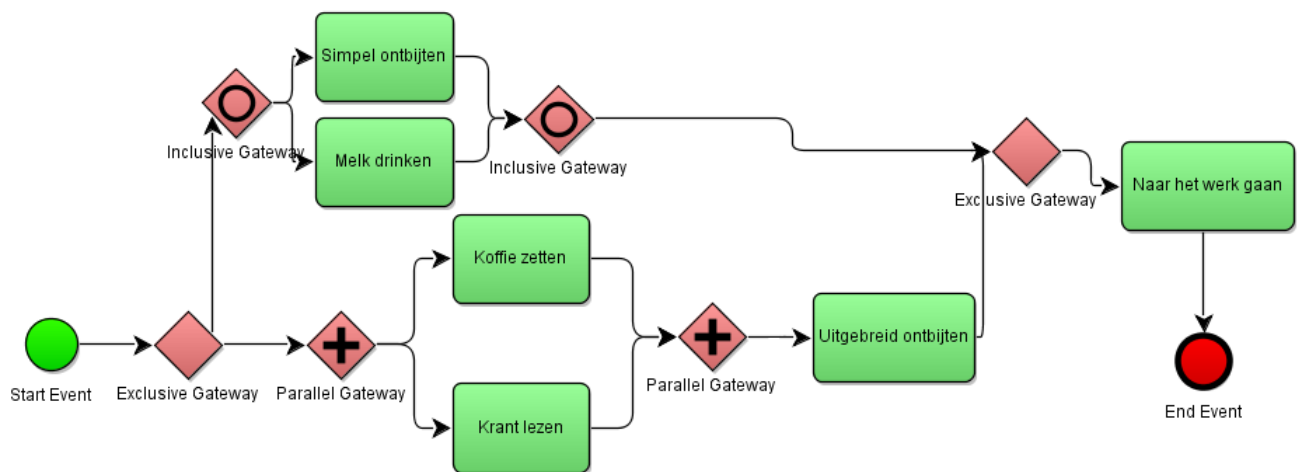 Simpel ontbijten
Inclusive Gateway
Melk drinken
Inclusive Gateway
Exclusive Gateway
Naar het werk gaan
Koffie zetten
Start Event
Exclusive Gateway
Parallel Gateway
Krant lezen
Parallel Gateway
Uitgebreid ontbijten
End Event